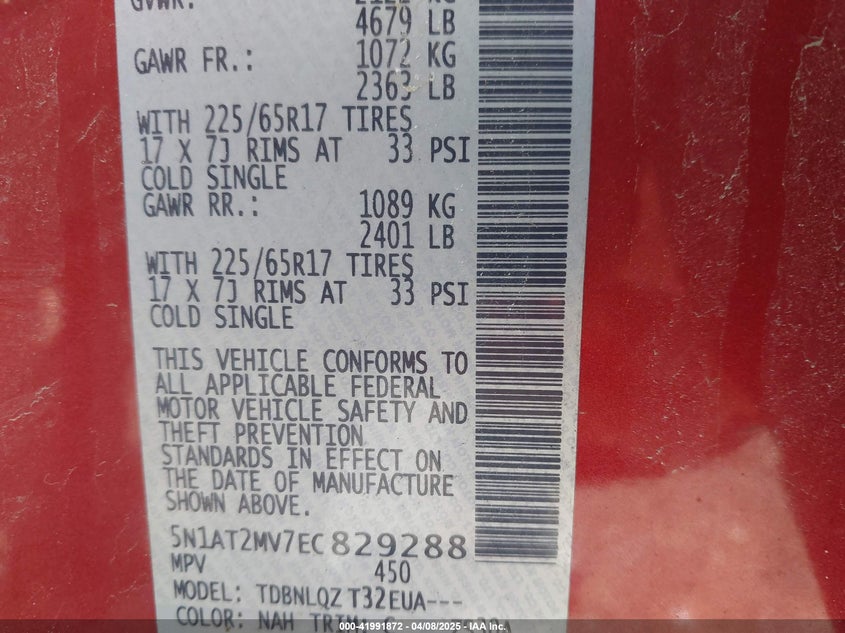 GVWR: 2122 KG
4679 LB
GAWR FR.: 1072 KG
2363 LB
WITH 225/65R17 TIRES
17 X 7J RIMS AT 33 PSI
COLD SINGLE
GAWR RR.: 1089 KG
2401 LB
WITH 225/65R17 TIRES
17 X 7J RIMS AT 33 PSI
COLD SINGLE
THIS VEHICLE CONFORMS TO
ALL APPLICABLE FEDERAL
MOTOR VEHICLE SAFETY AND
THEFT PREVENTION
STANDARDS IN EFFECT ON
THE DATE OF MANUFACTURE
SHOWN ABOVE.
5N1AT2MV7EC829288
MPV 450
MODEL: TDBNLQZ T32EUA---
COLOR: NAH TRIM:
000-41991872 - 04/08/2025 - IAA Inc.